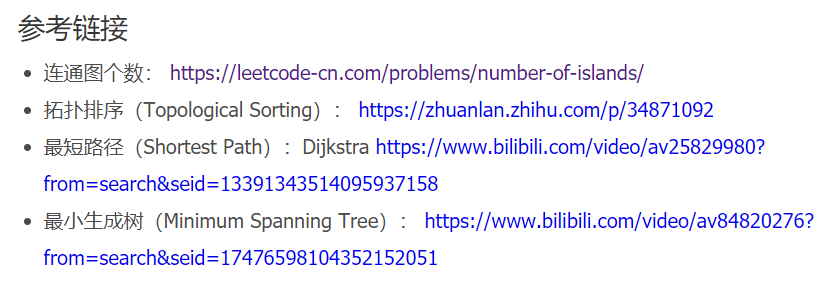 参考链接
连通图个数： https://leetcode-cn.com/problems/number-of-islands/
拓扑排序（Topological Sorting）： https://zhuanlan.zhihu.com/p/34871092
最短路径（Shortest Path）：Dijkstra https://www.bilibili.com/video/av25829980?
from=search&seid=13391343514095937158
最小生成树（Minimum Spanning Tree）： https://www.bilibili.com/video/av84820276?
from=search&seid=17476598104352152051